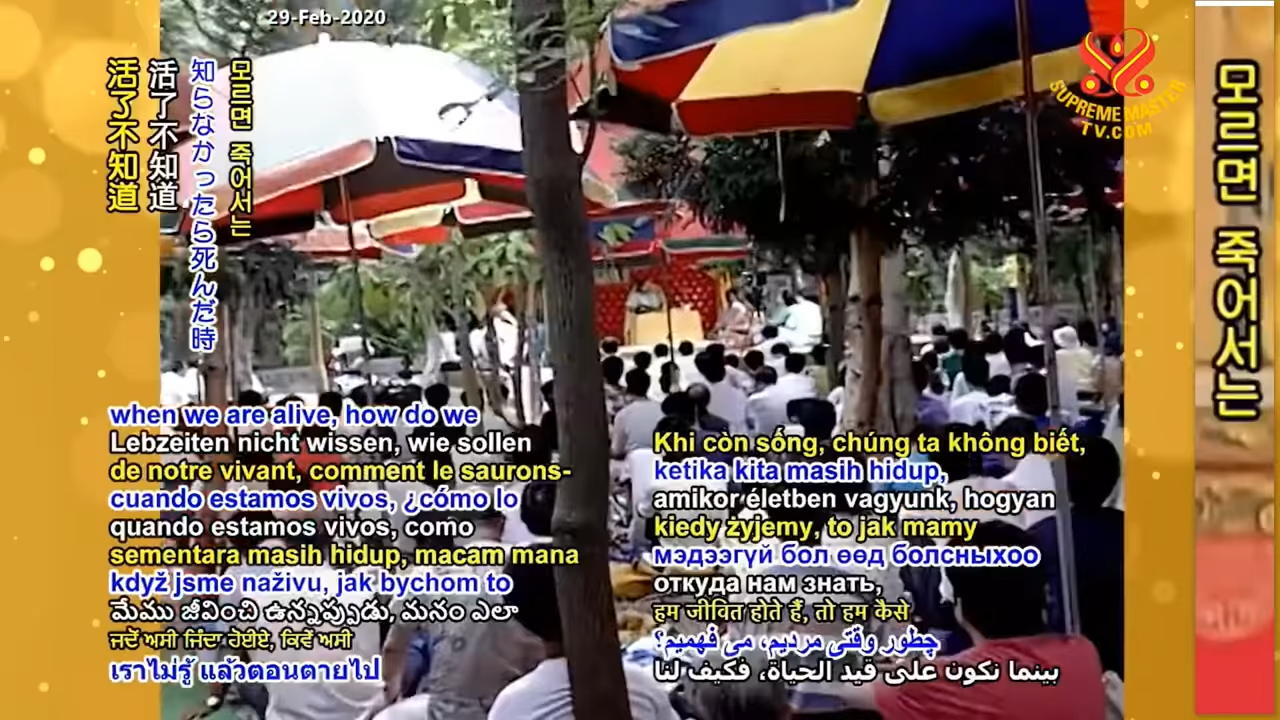 29-Feb-2020
SUPREME MASTER
TV.COM
모르면 죽어서는
知らなかったら死んだ時
活了不知道
活了不知道
모르면 죽어서는
when we are alive, how do we
Lebzeiten nicht wissen, wie sollen
de notre vivant, comment le saurons-
cuando estamos vivos, ¿cómo lo
quando estamos vivos, como
sementara masih hidup, macam mana
když jsme naživu, jak bychom to
మేము జీవించి ఉన్నప్పుడు, మనం ఎలా
ਜਦੋਂ ਅਸੀ ਜਿੰਦਾ ਹੋਈਏ, ਕਿਵੇਂ ਅਸੀ
เราไม่รู้ แล้วตอนตายไป
Khi còn sống, chúng ta không biết,
ketika kita masih hidup,
amikor életben vagyunk, hogyan
kiedy żyjemy, to jak mamy
мэдээгүй бол өөд болсныхоо
откуда нам знать,
हम जीवित होते हैं, तो हम कैसे
چطور وقتی مردیم، می فهمیم؟
بينما نكون على قيد الحياة، فكيف لنا